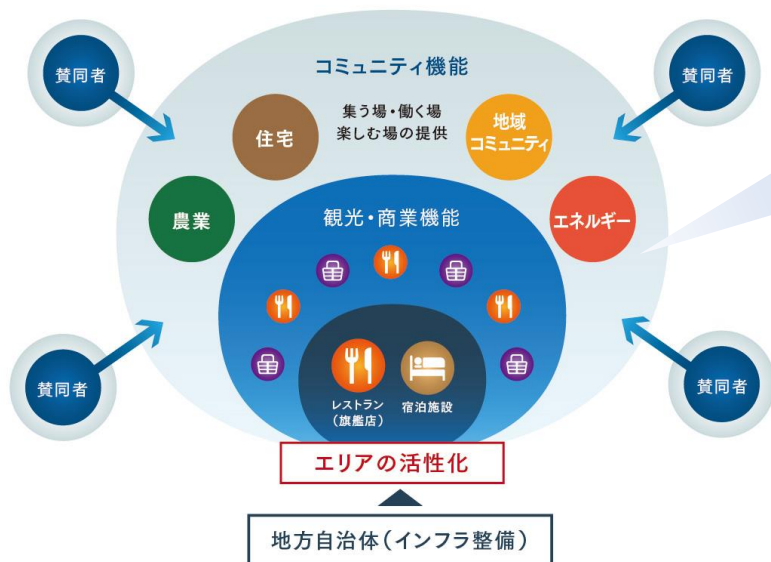 賛同者
コミュニティ機能
賛同者
住宅
集う場・働く場
楽しむ場の提供
地域
コミュニティ
農業
観光・商業機能
エネルギー
賛同者
レストラン
(旗艦店)
宿泊施設
賛同者
エリアの活性化
地方自治体(インフラ整備)